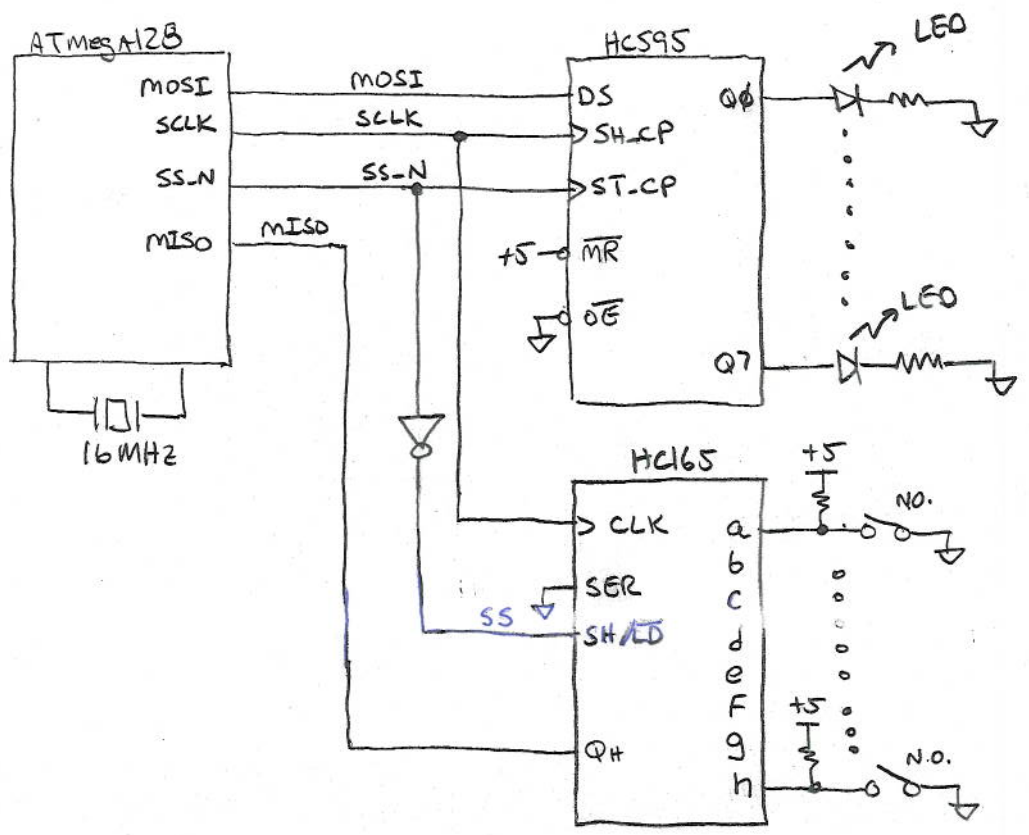 ATmegA128
HC595
LED
MOSI
MOSI
DS
Q0
SCLK
SCLK
SH_CP
SS_N
SS_N
ST_CP
MISO
MISO
+5
MR
OE
LED
Q7
16MHZ
HC165
+5
N.O.
CLK
a
b
SER
c
SS
SH/LD
d
e
F
+5
g
QH
N.O.
h